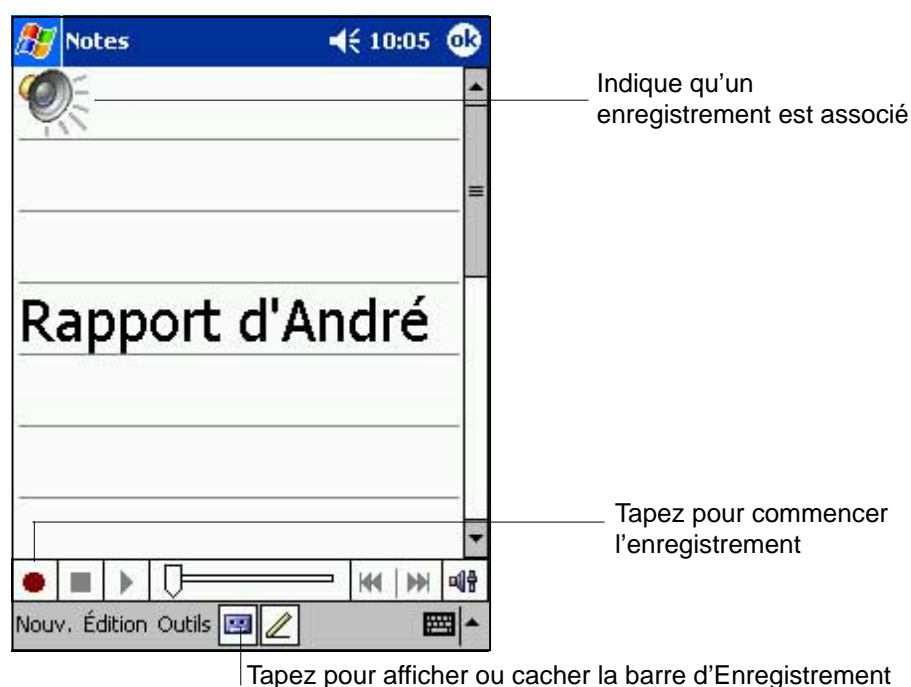 Notes 10:05 ok
Indique qu'un
enregistrement est associé
Rapport d'André
Tapez pour commencer
l'enregistrement
Nouv. Édition Outils
Tapez pour afficher ou cacher la barre d'Enregistrement